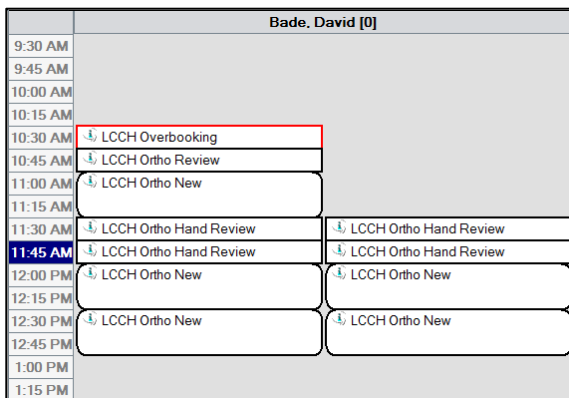 Bade, David [0]
9:30 AM
9:45 AM
10:00 AM
10:15 AM
10:30 AM LCCH Overbooking
10:45 AM LCCH Ortho Review
11:00 AM LCCH Ortho New
11:15 AM
11:30 AM LCCH Ortho Hand Review LCCH Ortho Hand Review
11:45 AM LCCH Ortho Hand Review LCCH Ortho Hand Review
12:00 PM LCCH Ortho New LCCH Ortho New
12:15 PM
12:30 PM LCCH Ortho New LCCH Ortho New
12:45 PM
1:00 PM
1:15 PM